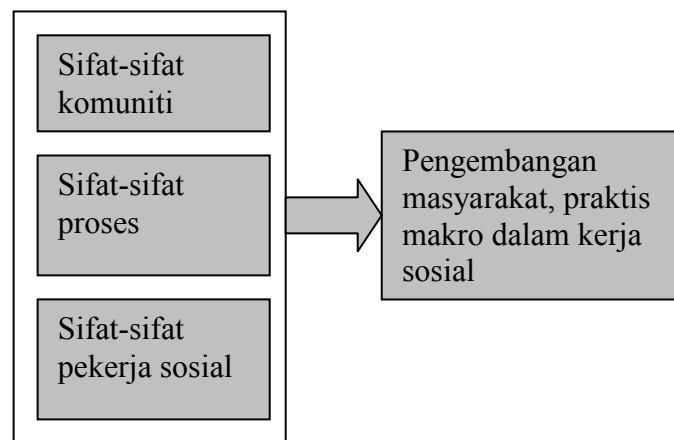 Sifat-sifat
komuniti
Sifat-sifat
proses
Sifat-sifat
pekerja sosial
Pengembangan
masyarakat, praktis
makro dalam kerja
sosial